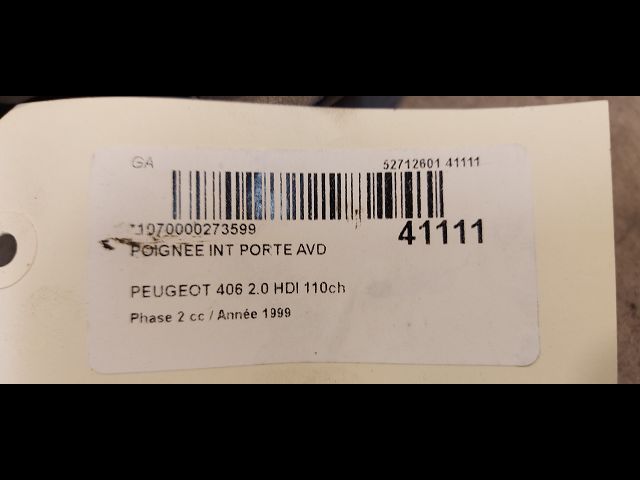 GA 52712601 41111
*1070000273599 41111
POIGNEE INT PORTE AVD
PEUGEOT 406 2.0 HDI 110ch
Phase 2 cc / Année 1999